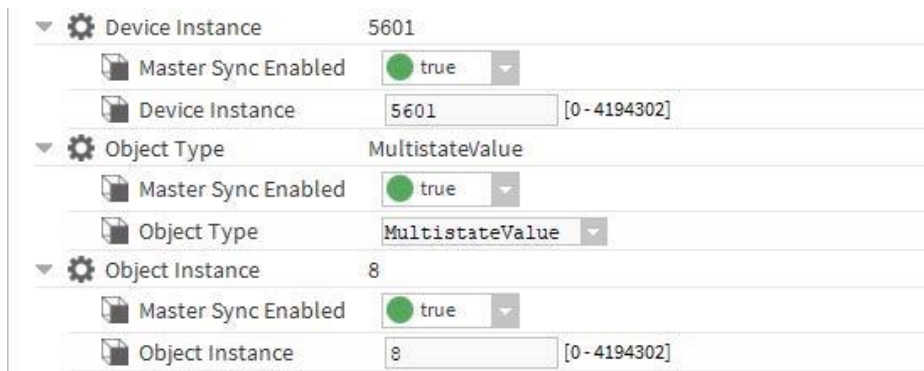 Device Instance 5601
Master Sync Enabled true
Device Instance 5601 [0 - 4194302]
Object Type MultistateValue
Master Sync Enabled true
Object Type MultistateValue
Object Instance 8
Master Sync Enabled true
Object Instance 8 [0 - 4194302]